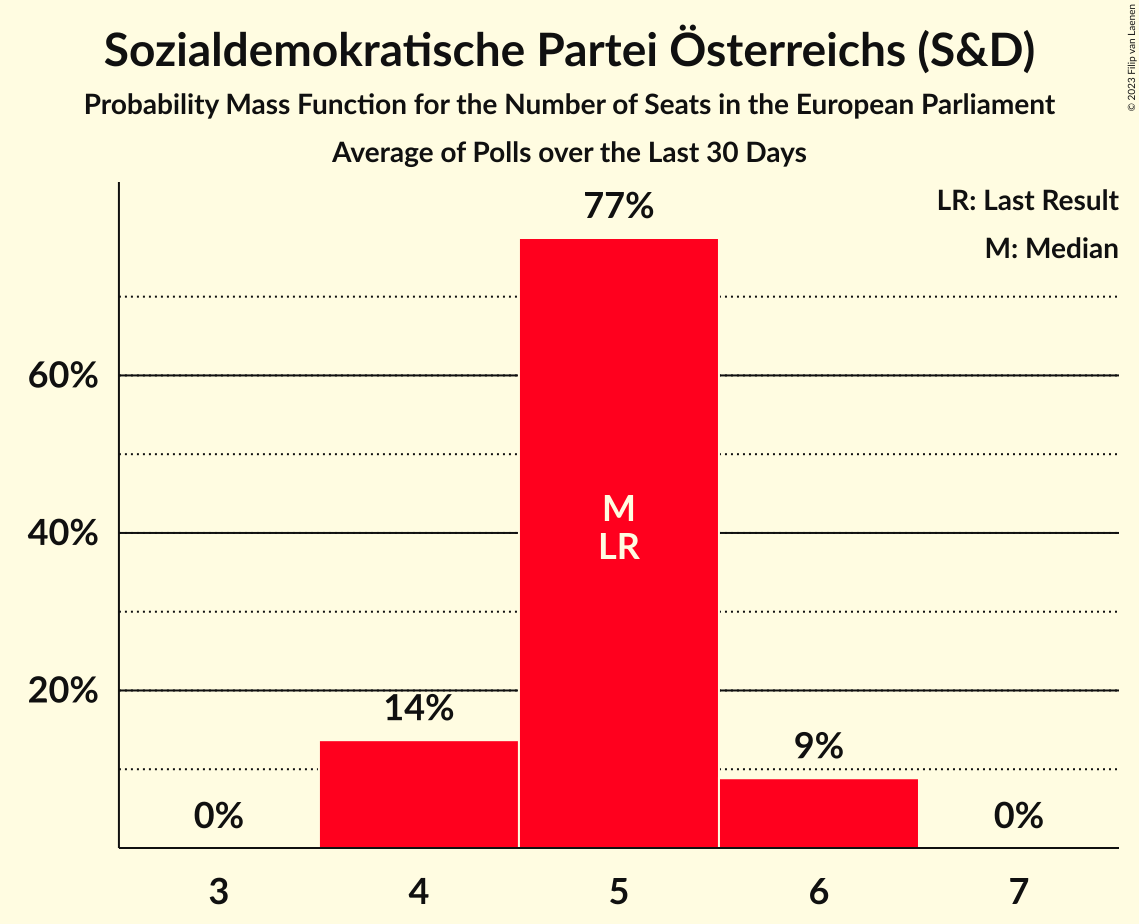 Sozialdemokratische Partei Österreichs (S&D)
Probability Mass Function for the Number of Seats in the European Parliament
Average of Polls over the Last 30 Days
© 2023 Filip van Laenen
LR: Last Result
M: Median
77%
60%
40%
20%
M
LR
14%
9%
0%
0%
3 4 5 6 7